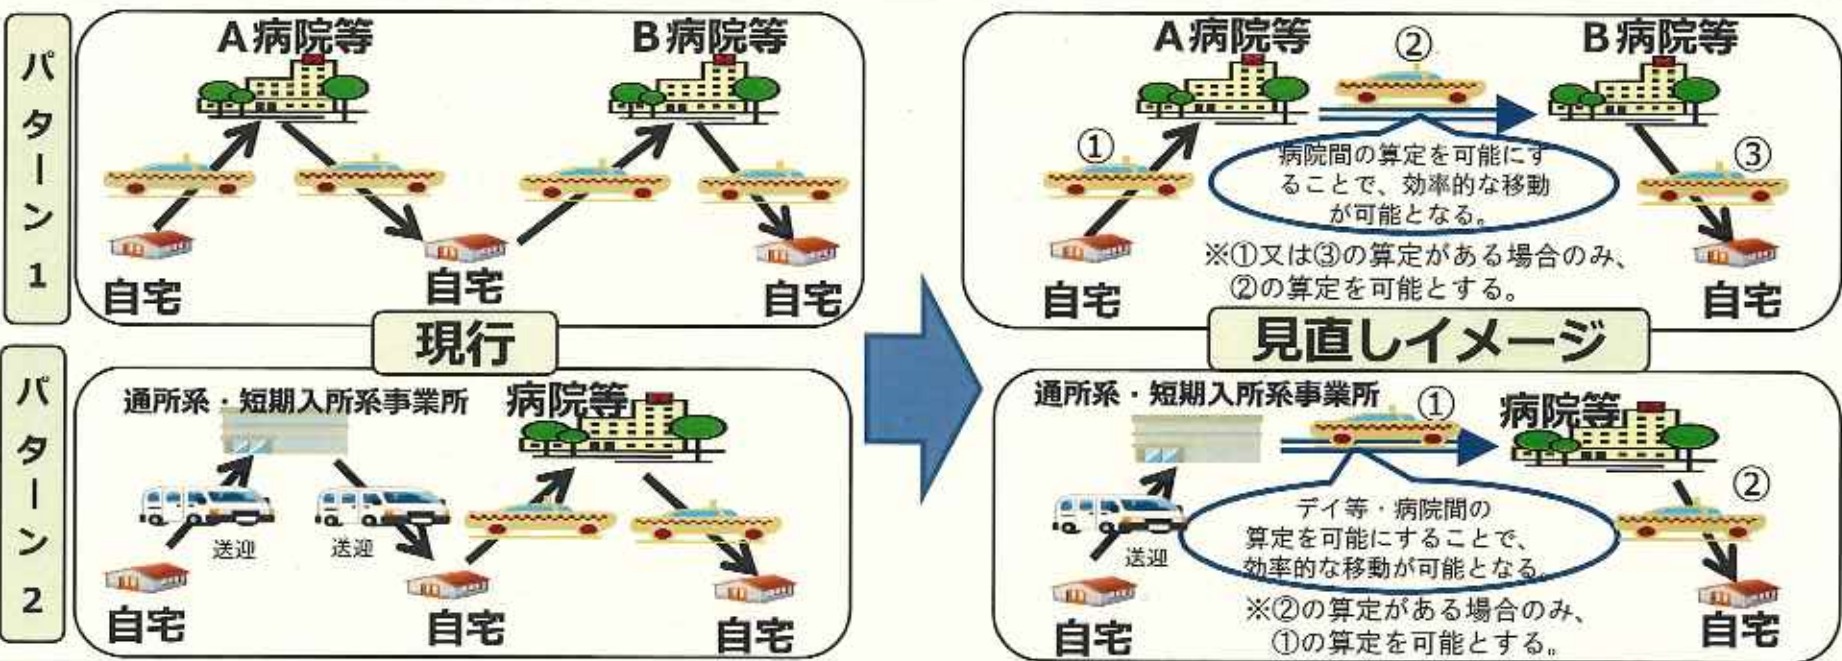 パターン1
A病院等
B病院等
自宅
自宅
自宅
現行
パターン2
通所系・短期入所系事業所
病院等
送迎
送迎
自宅
自宅
自宅
A病院等
②
B病院等
①
病院間の算定を可能にす
ることで、効率的な移動
が可能となる。
③
※①又は③の算定がある場合のみ、
②の算定を可能とする。
自宅
自宅
見直しイメージ
通所系・短期入所系事業所
①
病院等
②
デイ等・病院間の
算定を可能にすることで、
効率的な移動が可能となる。
送迎
※②の算定がある場合のみ、
①の算定を可能とする。
自宅
自宅